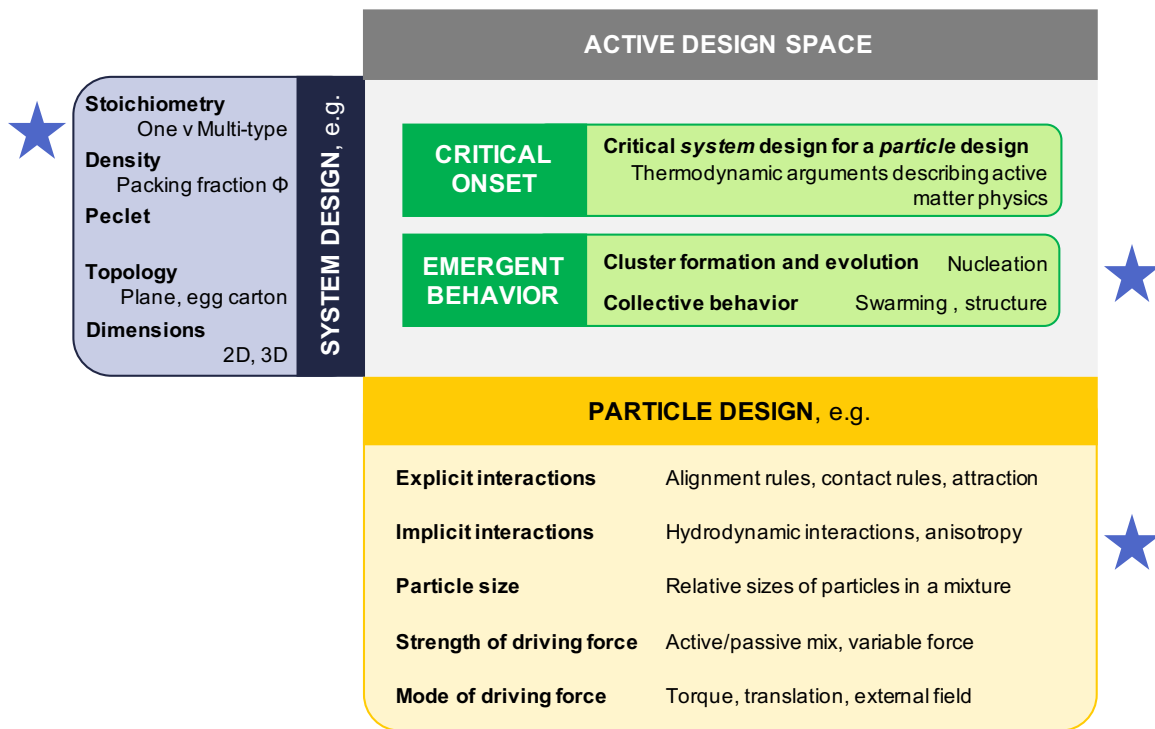 ACTIVE DESIGN SPACE
Stoichiometry
One v Multi-type
Density
Packing fraction Φ
Peclet
Topology
Plane, egg carton
Dimensions
2D, 3D
SYSTEM DESIGN, e.g.
CRITICAL
ONSET
Critical system design for a particle design
Thermodynamic arguments describing active
matter physics
EMERGENT
BEHAVIOR
Cluster formation and evolution Nucleation
Collective behavior Swarming , structure
PARTICLE DESIGN, e.g.
Explicit interactions Alignment rules, contact rules, attraction
Implicit interactions Hydrodynamic interactions, anisotropy
Particle size Relative sizes of particles in a mixture
Strength of driving force Active/passive mix, variable force
Mode of driving force Torque, translation, external field